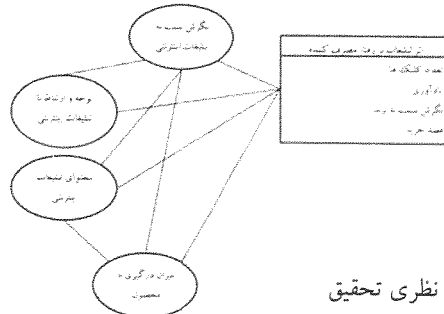 نگرش نسبت به
تبلیغات اینترنتی
توجه و ارتباط با
تبلیغات اینترنتی
محتوای تبلیغات
اینترنتی
میزان درگیری با
محصول
اثر تبلیغات بر رفتار مصرف کننده
تعداد کلیک ها
یادآوری
نگرش نسبت به برند
قصد خرید
نظری تحقیق